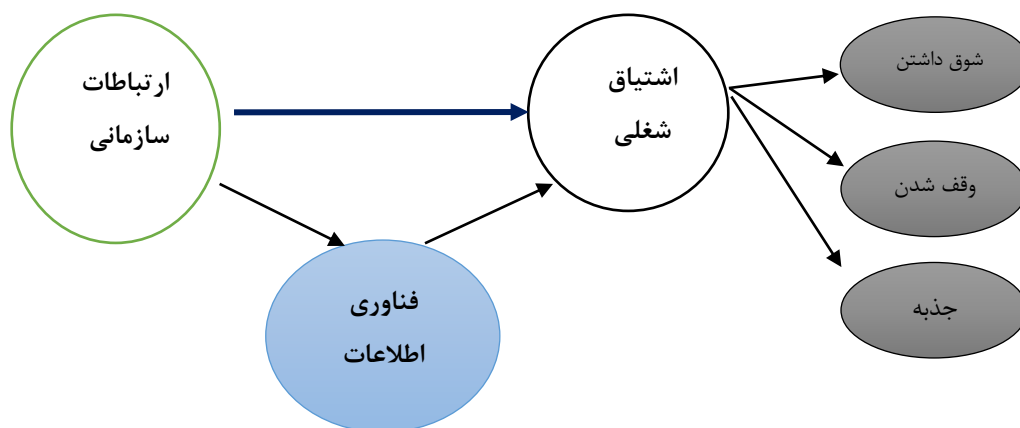 ارتباطات
سازمانی
اشتیاق
شغلی
شوق داشتن
وقف شدن
جذبه
فناوری
اطلاعات